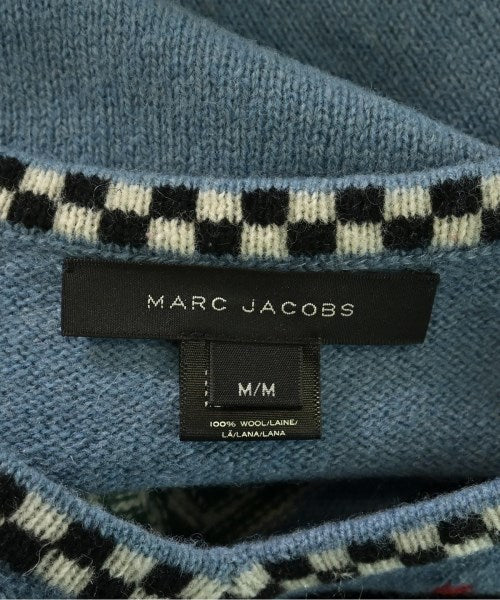 MARC JACOBS
M/M
100% WOOL/LAINE/
LÃ/LANA/LANA